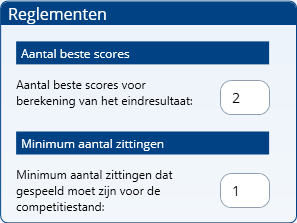 Reglementen
Aantal beste scores
Aantal beste scores voor
berekening van het eindresultaat:
2
Minimum aantal zittingen
Minimum aantal zittingen dat
gespeeld moet zijn voor de
competitiestand:
1